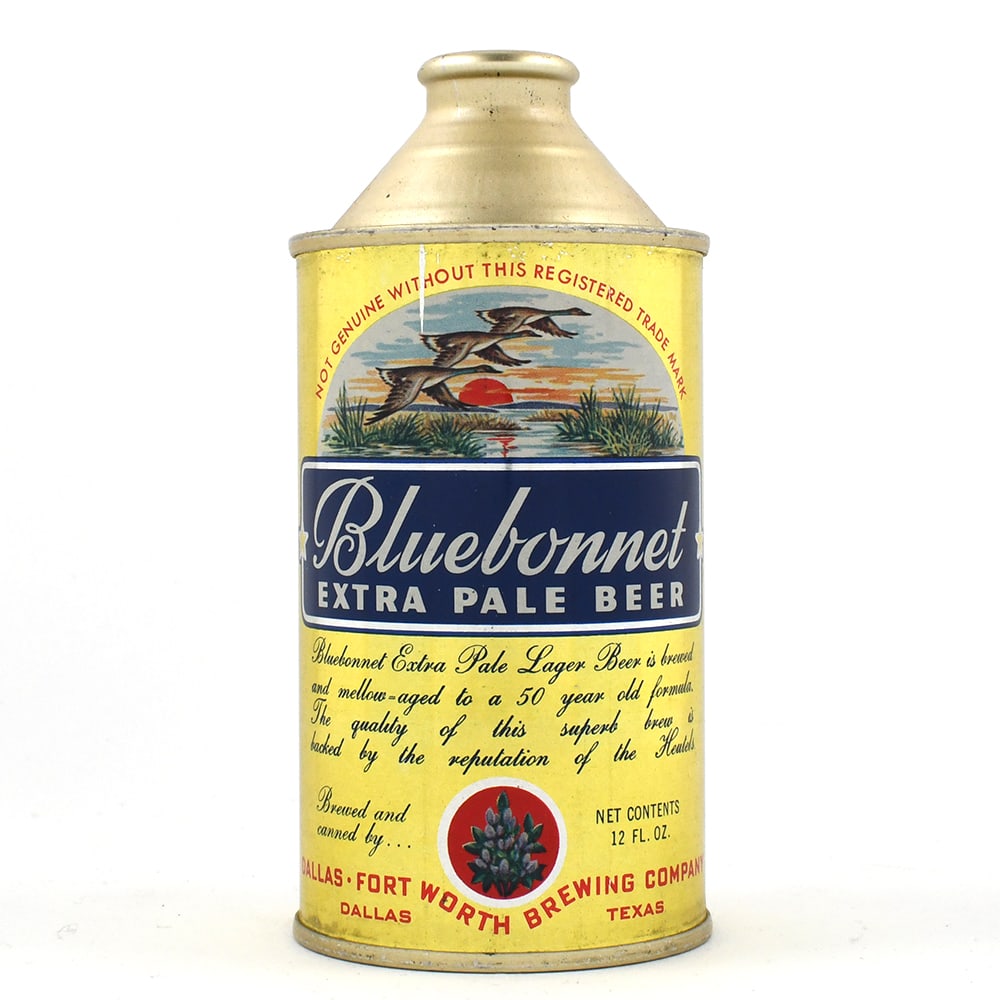 NOT GENUINE WITHOUT THIS REGISTERED TRADE MARK
Bluebonnet
EXTRA PALE BEER
Bluebonnet Extra Pale Lager Beer is brewed
and mellow-aged to a 50 year old formula.
The quality of this superb brew is
backed by the reputation of the Heutels.
Brewed and
canned by...
NET CONTENTS
12 FL. OZ.
DALLAS-FORT WORTH BREWING COMPANY
DALLAS TEXAS